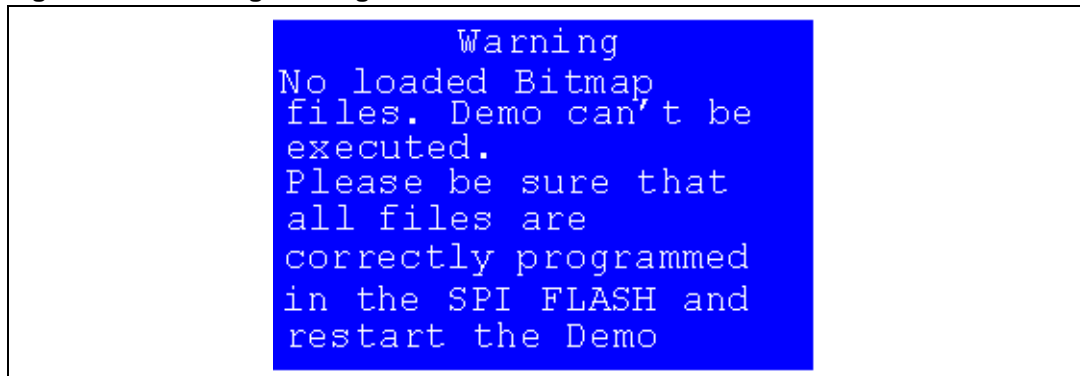 Warning
No loaded Bitmap
files. Demo can't be
executed.
Please be sure that
all files are
correctly programmed
in the SPI FLASH and
restart the Demo